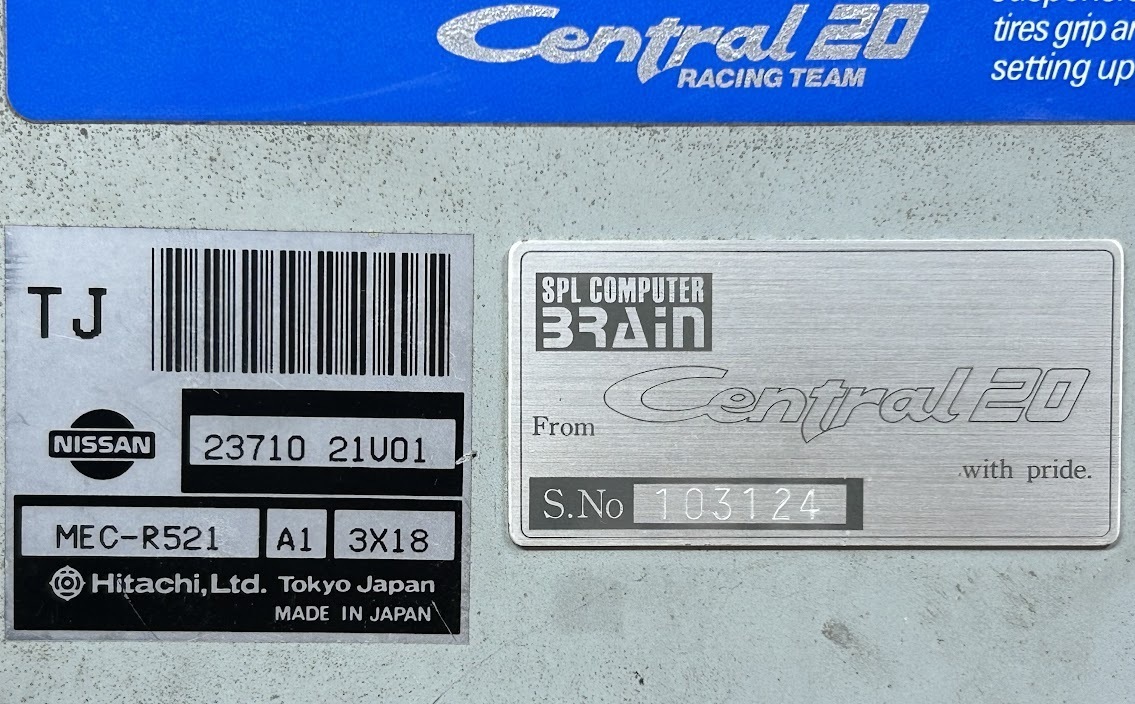 Central 20
RACING TEAM
tires grip
setting up
TJ
NISSAN
23710 21U01
MEC-R521 A1 3X18
Hitachi, Ltd. Tokyo Japan
MADE IN JAPAN
SPL COMPUTER
BRAIN
From Central 20
with pride.
S.No 103124